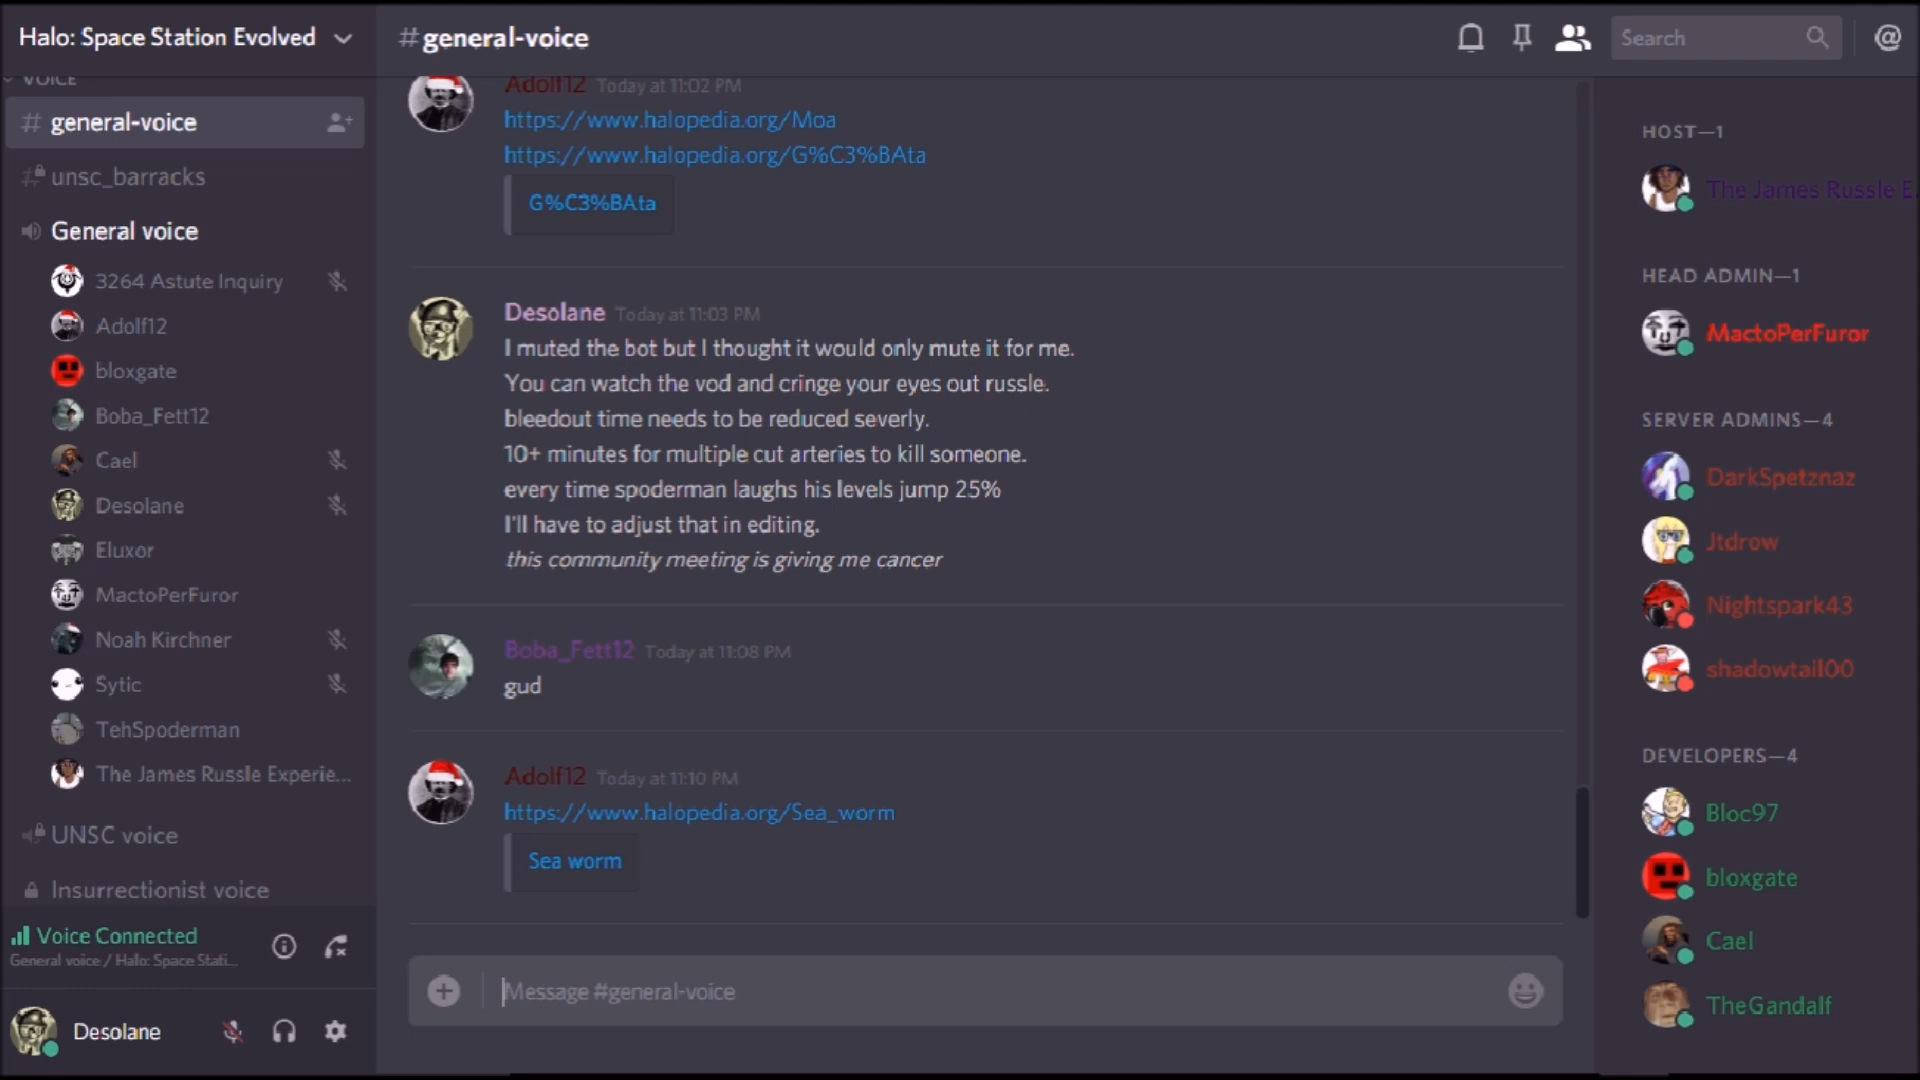 Halo: Space Station Evolved
VOICE
# general-voice
unsc_barracks
General voice
3264 Astute Inquiry
Adolf12
bloxgate
Boba_Fett12
Cael
Desolane
Eluxor
MactoPerFuror
Noah Kirchner
Sytic
TehSpoderman
The James Russle Experie...
UNSC voice
Insurrectionist voice
Voice Connected
General voice / Halo: Space Stati...
Desolane
#general-voice
Search
Adolf12 Today at 11:02 PM
https://www.halopedia.org/Moa
https://www.halopedia.org/G%C3%BAta
G%C3%BAta
Desolane Today at 11:03 PM
I muted the bot but I thought it would only mute it for me.
You can watch the vod and cringe your eyes out russle.
bleedout time needs to be reduced severly.
10+ minutes for multiple cut arteries to kill someone.
every time spoderman laughs his levels jump 25%
I'll have to adjust that in editing.
this community meeting is giving me cancer
Boba_Fett12 Today at 11:08 PM
gud
Adolf12 Today at 11:10 PM
https://www.halopedia.org/Sea_worm
Sea worm
Message #general-voice
HOST—1
The James Russle E...
HEAD ADMIN—1
MactoPerFuror
SERVER ADMINS—4
DarkSpetznaz
Jtdrow
Nightspark43
shadowtail00
DEVELOPERS—4
Bloc97
bloxgate
Cael
TheGandalf